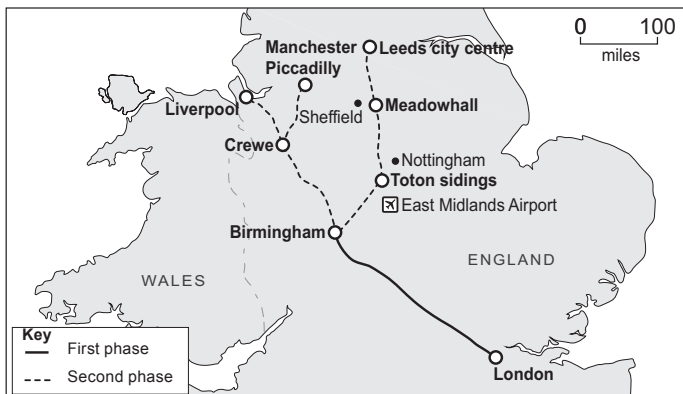 Manchester
Piccadilly
Leeds city centre
0 100
miles
Liverpool
Sheffield
Meadowhall
Crewe
Nottingham
Toton sidings
East Midlands Airport
Birmingham
WALES
ENGLAND
London
Key
First phase
Second phase